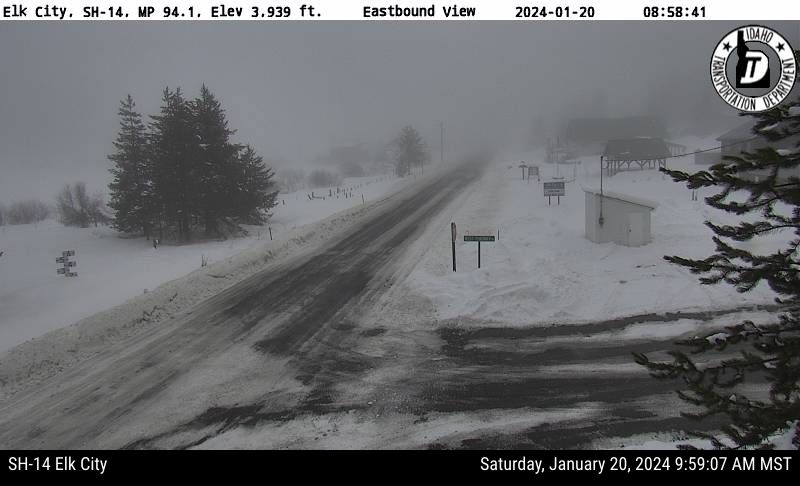 Elk City, SH-14, MP 94.1, Elev 3,939 ft. Eastbound View 2024-01-20 08:58:41
IDAHO
TRANSPORTATION DEPARTMENT
SH-14 Elk City Saturday, January 20, 2024 9:59:07 AM MST